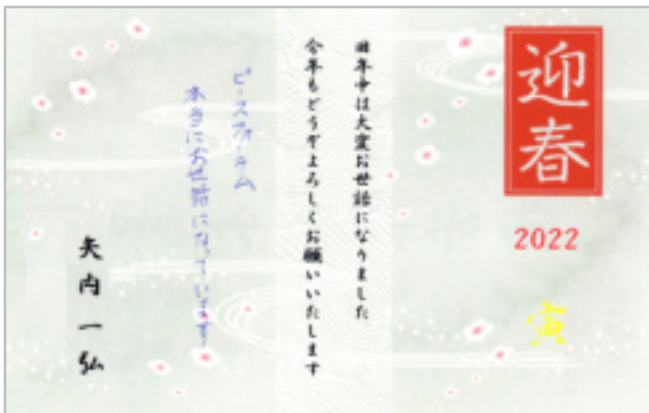 迎春
2022
寅
昨年中は大変お世話になりました
今年もどうぞよろしくお願いいたします
ピースフォーラム
本当にお世話になっています!
矢内一弘